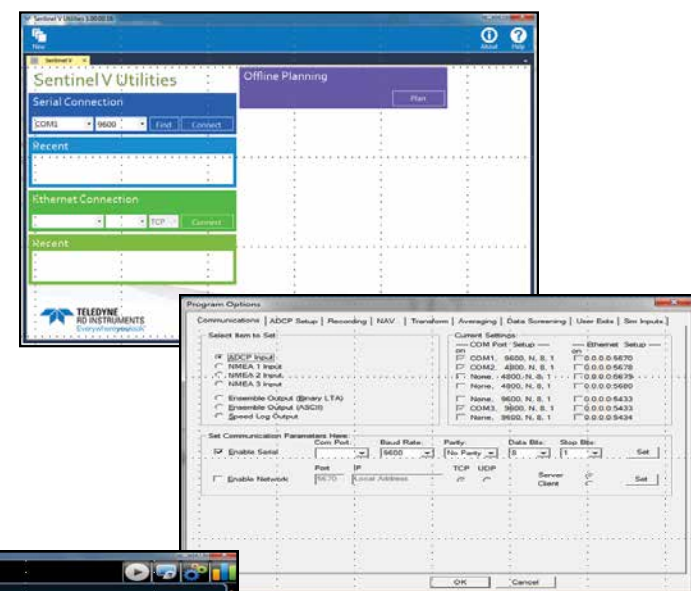 Sentinel V Utilities 3.00.00.16
New
About
Help
Sentinel V
Sentinel V Utilities
Serial Connection
COM1 9600 Find Connect
Recent
Ethernet Connection
TCP Connect
Recent
Offline Planning
Plan
TELEDYNE
RD INSTRUMENTS
Everywhereyoulook
Program Options
Communications | ADCP Setup | Recording | NAV | Transform | Averaging | Data Screening | User Exits | Sim Inputs
Select Item to Set
ADCP Input
NMEA 1 Input
NMEA 2 Input
NMEA 3 Input
Ensemble Output (Binary LTA)
Ensemble Output (ASCII)
Speed Log Output
Current Settings
COM Port Setup
Ethernet Setup
on on
COM1, 9600, N, 8, 1 0.0.0.0:5670
COM2, 4800, N, 8, 1 0.0.0.0:5678
None, 4800, N, 8, 1 0.0.0.0:5679
None, 4800, N, 8, 1 0.0.0.0:5680
None, 9600, N, 8, 1 0.0.0.0:5433
COM3, 9600, N, 8, 1 0.0.0.0:5433
None, 9600, N, 8, 1 0.0.0.0:5434
Set Communication Parameters Here:
Com Port: Baud Rate: Parity: Data Bits: Stop Bits:
Enable Serial 9600 No Parity 8 1 Set
Port IP TCP UDP
Enable Network 5670 Local Address Server Client Set
OK Cancel